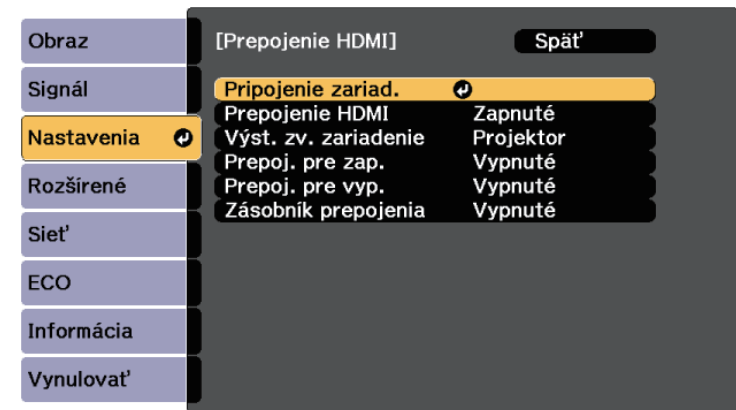 Obraz
Signál
Nastavenia
Rozšírené
Sieť
ECO
Informácia
Vynulovať
[Prepojenie HDMI] Späť
Pripojenie zariad.
Prepojenie HDMI Zapnuté
Výst. zv. zariadenie Projektor
Prepoj. pre zap. Vypnuté
Prepoj. pre vyp. Vypnuté
Zásobník prepojenia Vypnuté